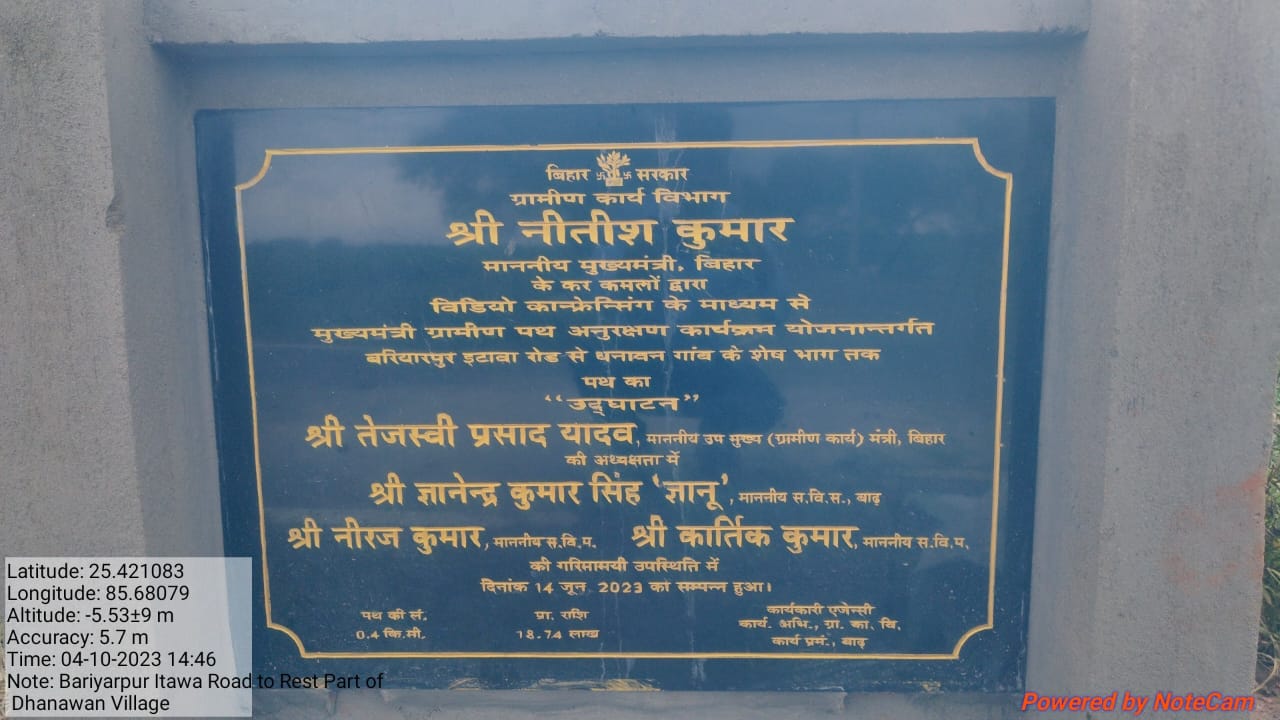 बिहार सरकार
ग्रामीण कार्य विभाग
श्री नीतीश कुमार
माननीय मुख्यमंत्री, बिहार
के कर कमलों द्वारा
विडियो कान्फ्रेन्सिंग के माध्यम से
मुख्यमंत्री ग्रामीण पथ अनुरक्षण कार्यक्रम योजनान्तर्गत
बरियारपुर इटावा रोड से धनावन गांव के शेष भाग तक
पथ का
“उद्घाटन”
श्री तेजस्वी प्रसाद यादव, माननीय उप मुख्य (ग्रामीण कार्य) मंत्री, बिहार
की अध्यक्षता में
श्री ज्ञानेन्द्र कुमार सिंह ‘ज्ञानू’, माननीय स.वि.स., बाढ़
श्री नीरज कुमार, माननीय स.वि.प. श्री कार्तिक कुमार, माननीय स.वि.प.
की गरिमामयी उपस्थिति में
दिनांक 14 जून 2023 को सम्पन्न हुआ।
पथ की लं. प्रा. राशि कार्यकारी एजेन्सी
0.4 कि.मी. 18.74 लाख कार्य. अभि., ग्रा. का. वि.
कार्य प्रमं., बाढ़
Latitude: 25.421083
Longitude: 85.68079
Altitude: -5.53±9 m
Accuracy: 5.7 m
Time: 04-10-2023 14:46
Note: Bariyarpur Itawa Road to Rest Part of
Dhanawan Village
Powered by NoteCam